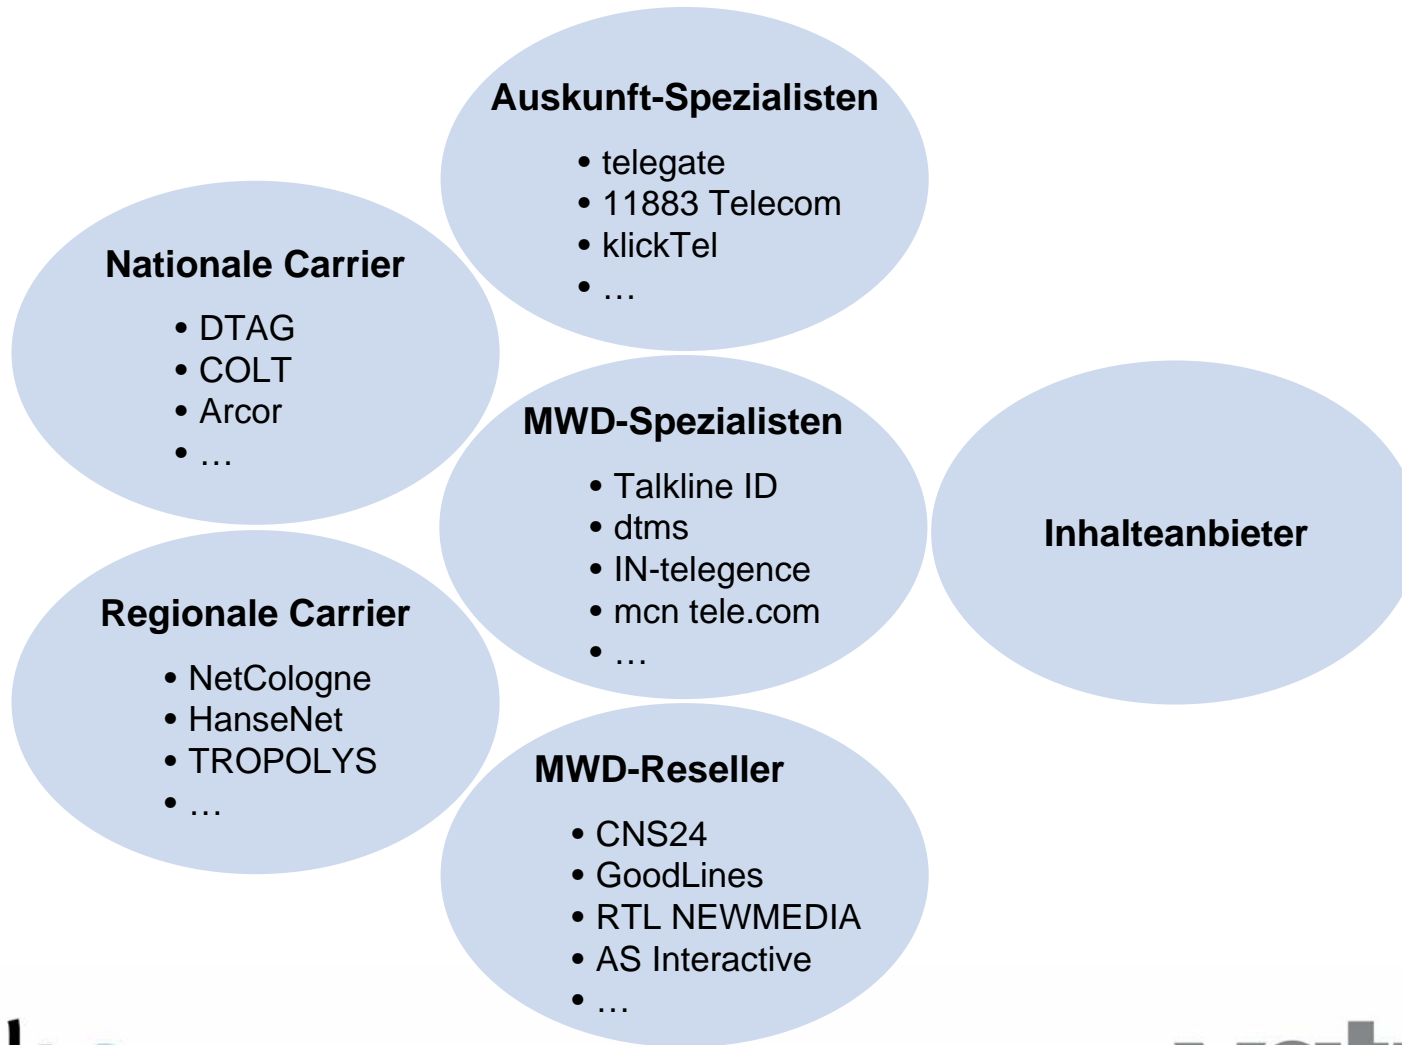 Auskunft-Spezialisten
• telegate
• 11883 Telecom
• klickTel
• …
Nationale Carrier
• DTAG
• COLT
• Arcor
• …
MWD-Spezialisten
• Talkline ID
• dtms
• IN-telegence
• mcn tele.com
• …
Inhalteanbieter
Regionale Carrier
• NetCologne
• HanseNet
• TROPOLYS
• …
MWD-Reseller
• CNS24
• GoodLines
• RTL NEWMEDIA
• AS Interactive
• …